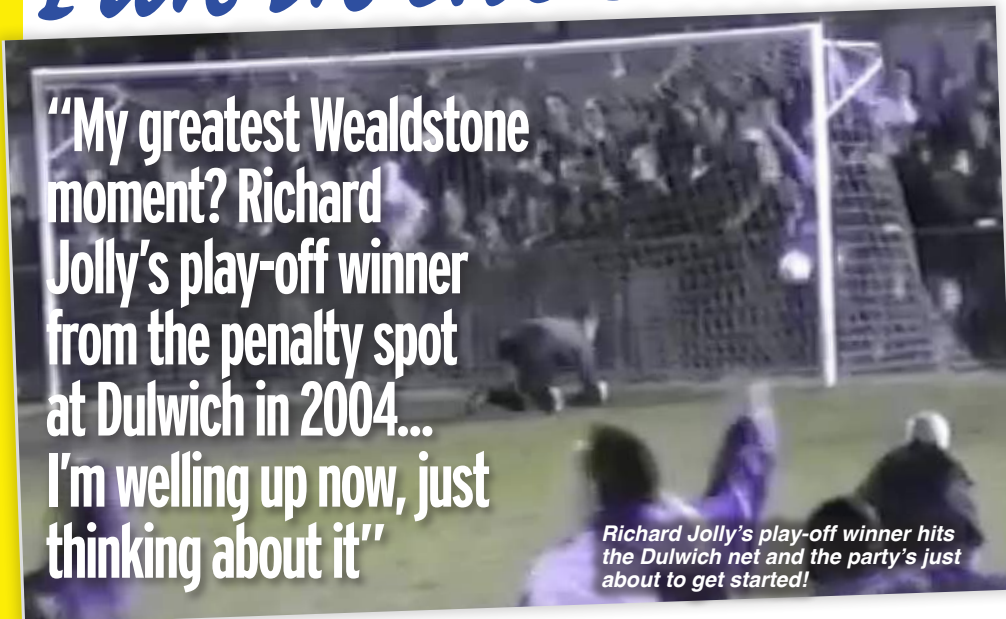 “My greatest Wealdstone
moment? Richard
Jolly’s play-off winner
from the penalty spot
at Dulwich in 2004...
I’m welling up now, just
thinking about it”
Richard Jolly’s play-off winner hits
the Dulwich net and the party’s just
about to get started!